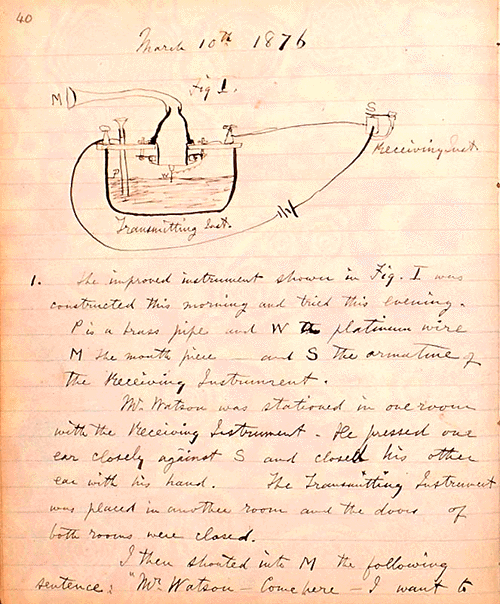 40
March 10th 1876
Fig 1.
M
S
Receiving Inst.
P
W
Transmitting Inst.
1. The improved instrument shown in Fig. I was
constructed this morning and tried this evening.
P is a brass pipe and W the platinum wire
M the mouth piece — and S the armature of
the Receiving Instrument.
Mr. Watson was stationed in one room
with the Receiving Instrument. He pressed one
ear closely against S and closed his other
ear with his hand. The Transmitting Instrument
was placed in another room and the doors of
both rooms were closed.
I then shouted into M the following
sentence: "Mr. Watson — Come here — I want to